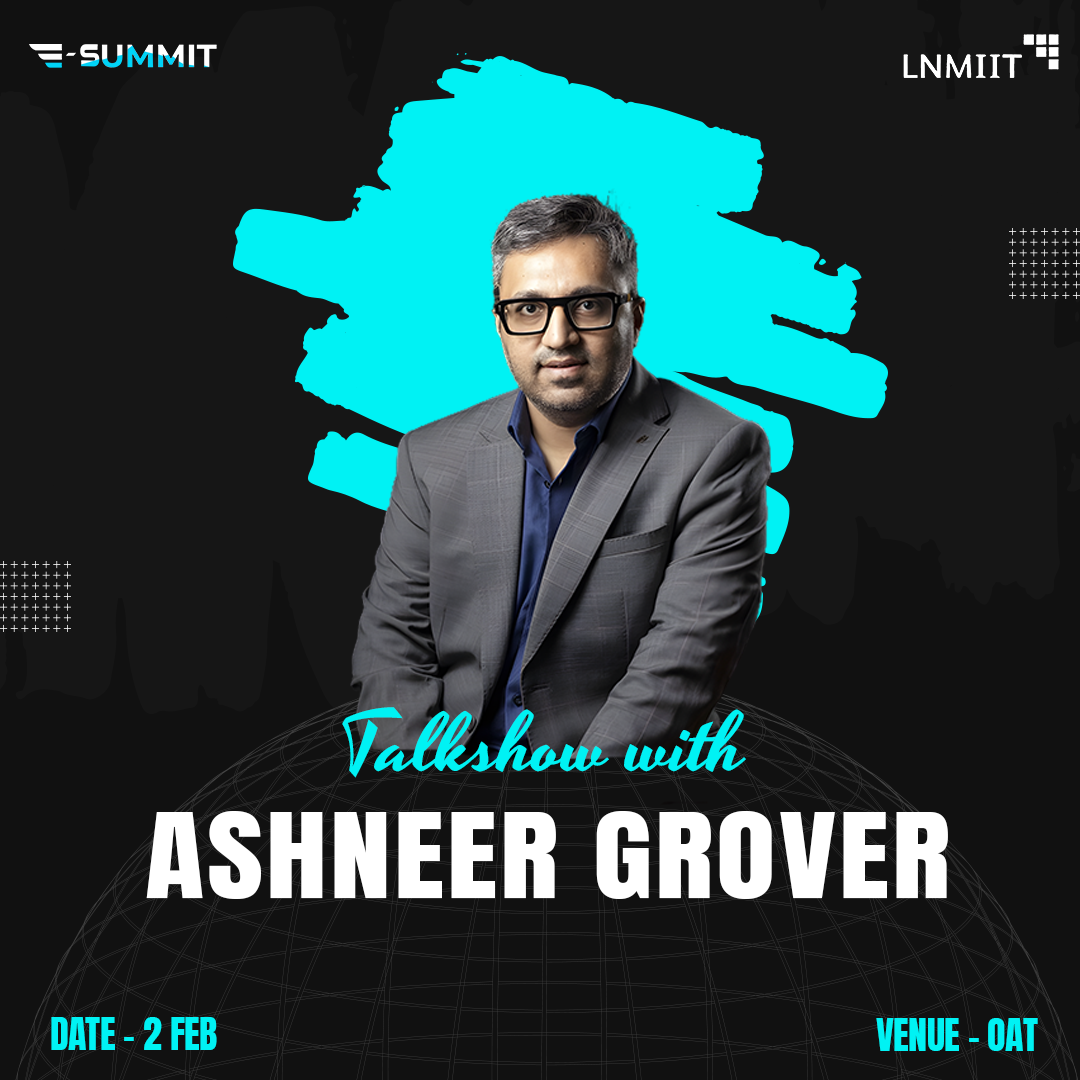 E-SUMMIT
LNMIIT
Talkshow with
ASHNEER GROVER
DATE - 2 FEB
VENUE - OAT